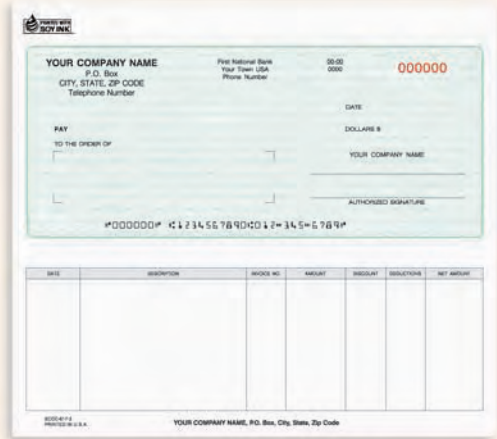 PRINTED WITH
SOY INK
YOUR COMPANY NAME
P.O. Box
CITY, STATE, ZIP CODE
Telephone Number
First National Bank
Your Town USA
Phone Number
00-00
0000
000000
DATE
PAY
DOLLARS $
TO THE ORDER OF
YOUR COMPANY NAME
AUTHORIZED SIGNATURE
⑈000000⑈ ⑆1234567890⑆012⑉345⑉6789⑈
DATE DESCRIPTION INVOICE NO. AMOUNT DISCOUNT DEDUCTIONS NET AMOUNT
PRINTED IN U.S.A.
YOUR COMPANY NAME, P.O. Box, City, State, Zip Code